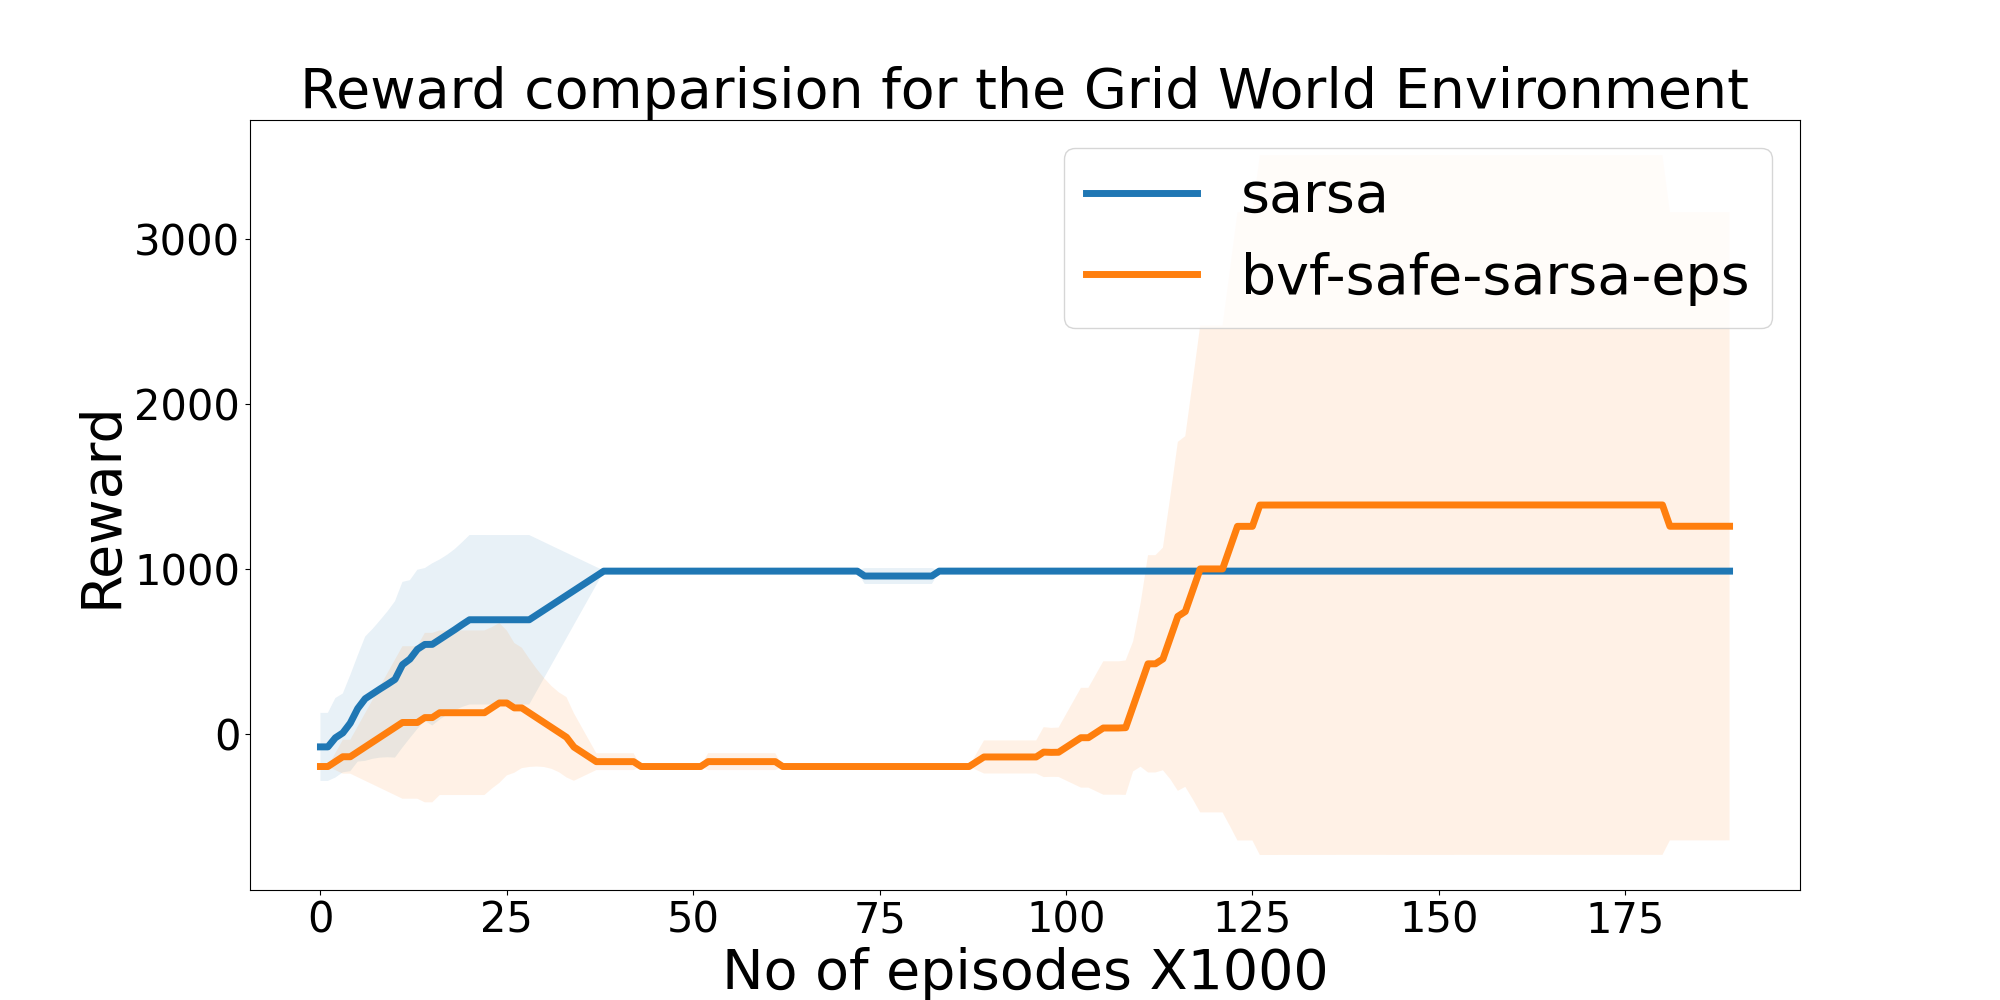 Reward comparision for the Grid World Environment
sarsa
bvf-safe-sarsa-eps
Reward
3000
2000
1000
0
0 25 50 75 100 125 150 175
No of episodes X1000